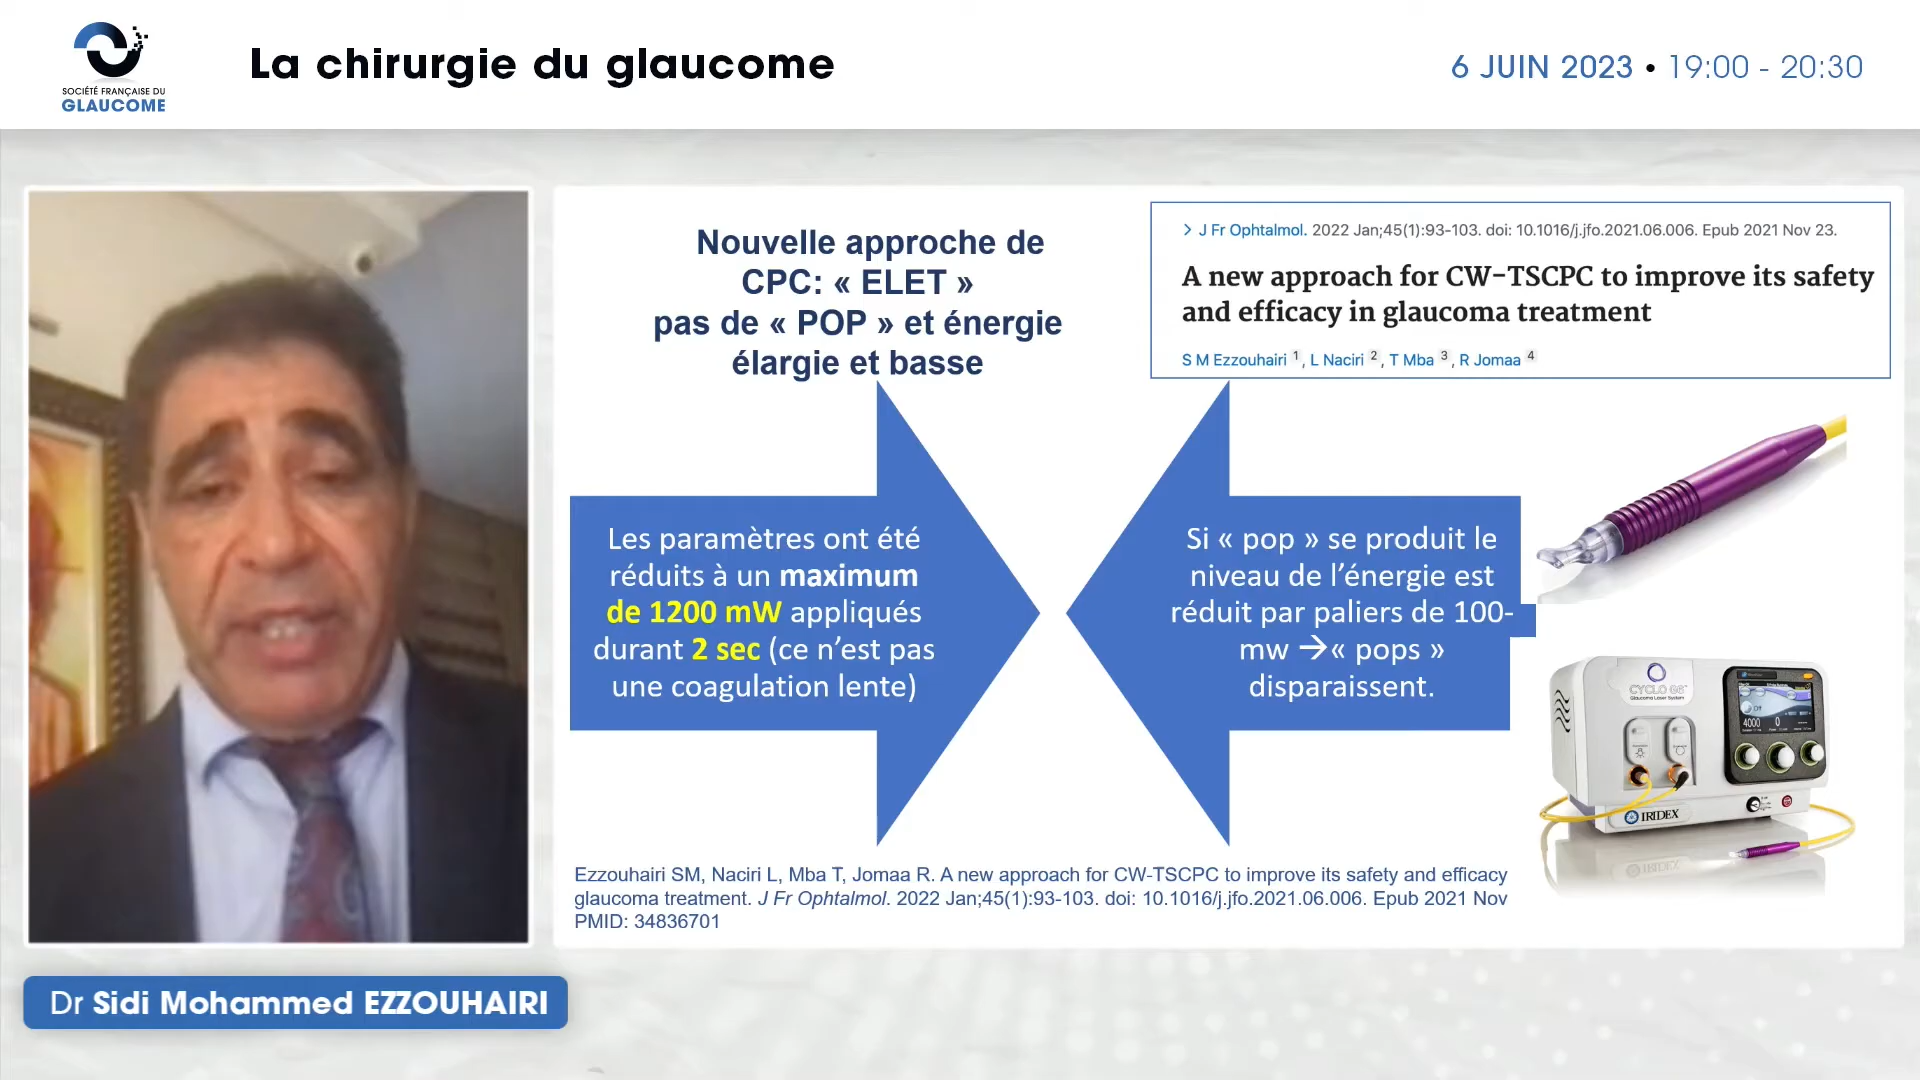 SOCIÉTÉ FRANÇAISE DU
GLAUCOME
La chirurgie du glaucome
6 JUIN 2023 • 19:00 - 20:30
Nouvelle approche de
CPC: « ELET »
pas de « POP » et énergie
élargie et basse
> J Fr Ophtalmol. 2022 Jan;45(1):93-103. doi: 10.1016/j.jfo.2021.06.006. Epub 2021 Nov 23.
A new approach for CW-TSCPC to improve its safety
and efficacy in glaucoma treatment
S M Ezzouhairi 1, L Naciri 2, T Mba 3, R Jomaa 4
Les paramètres ont été
réduits à un maximum
de 1200 mW appliqués
durant 2 sec (ce n’est pas
une coagulation lente)
Si « pop » se produit le
niveau de l’énergie est
réduit par paliers de 100-
mw →« pops »
disparaissent.
CYCLO G6
Glaucoma Laser System
4000 0
IRIDEX
Ezzouhairi SM, Naciri L, Mba T, Jomaa R. A new approach for CW-TSCPC to improve its safety and efficacy
glaucoma treatment. J Fr Ophtalmol. 2022 Jan;45(1):93-103. doi: 10.1016/j.jfo.2021.06.006. Epub 2021 Nov
PMID: 34836701
Dr Sidi Mohammed EZZOUHAIRI